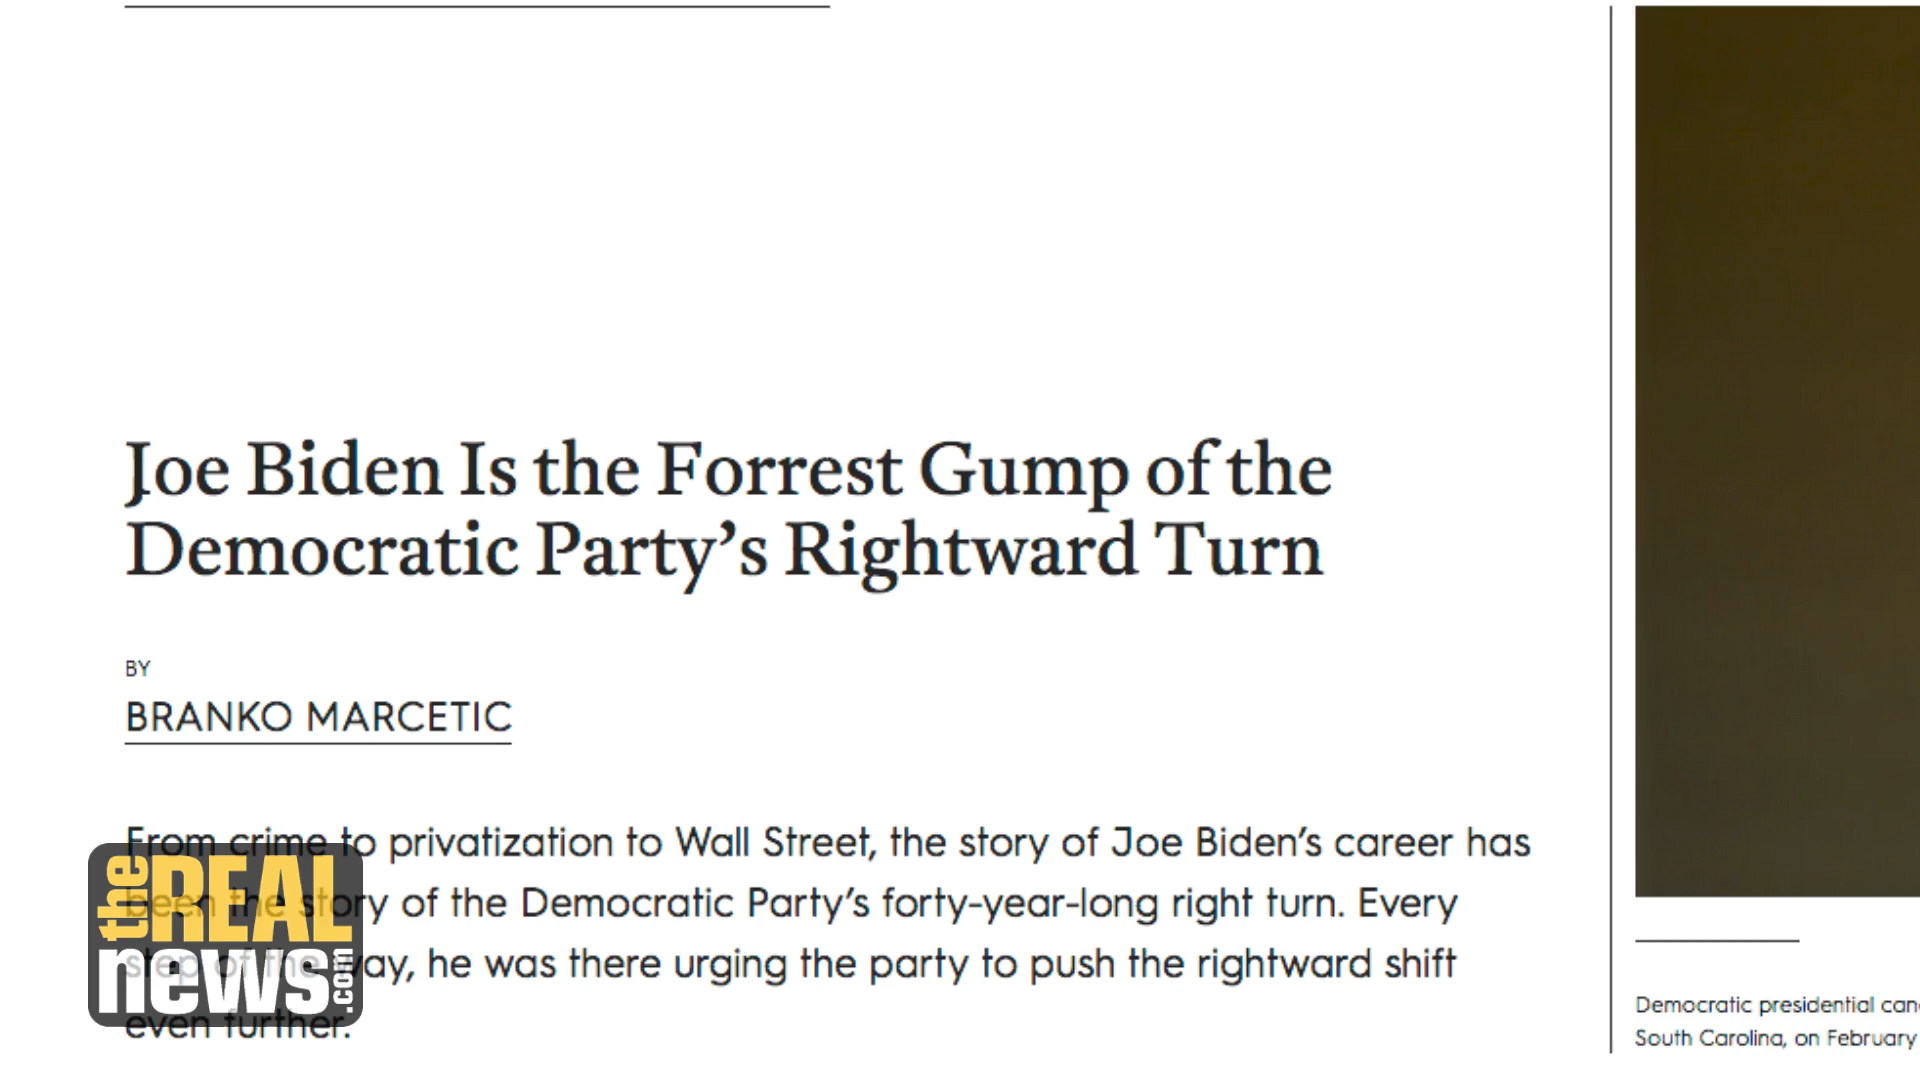 Joe Biden Is the Forrest Gump of the
Democratic Party’s Rightward Turn
BY
BRANKO MARCETIC
From crime to privatization to Wall Street, the story of Joe Biden’s career has
been the story of the Democratic Party’s forty-year-long right turn. Every
step of the way, he was there urging the party to push the rightward shift
even further.
the REAL
news.com
Democratic presidential
South Carolina, on February